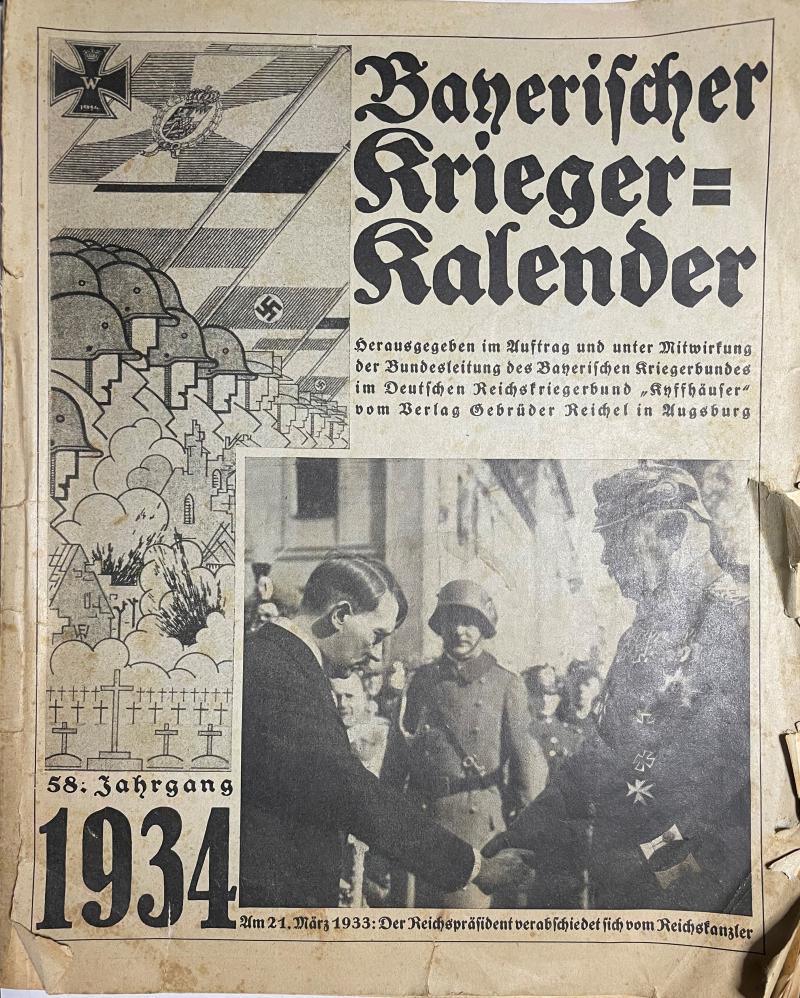 W
1914
Bayerischer
Krieger=
Kalender
Herausgegeben im Auftrag und unter Mitwirkung
der Bundesleitung des Bayerischen Kriegerbundes
im Deutschen Reichskriegerbund „Kyffhäuser“
vom Verlag Gebrüder Reichel in Augsburg
58. Jahrgang
1934
Am 21. März 1933: Der Reichspräsident verabschiedet sich vom Reichskanzler